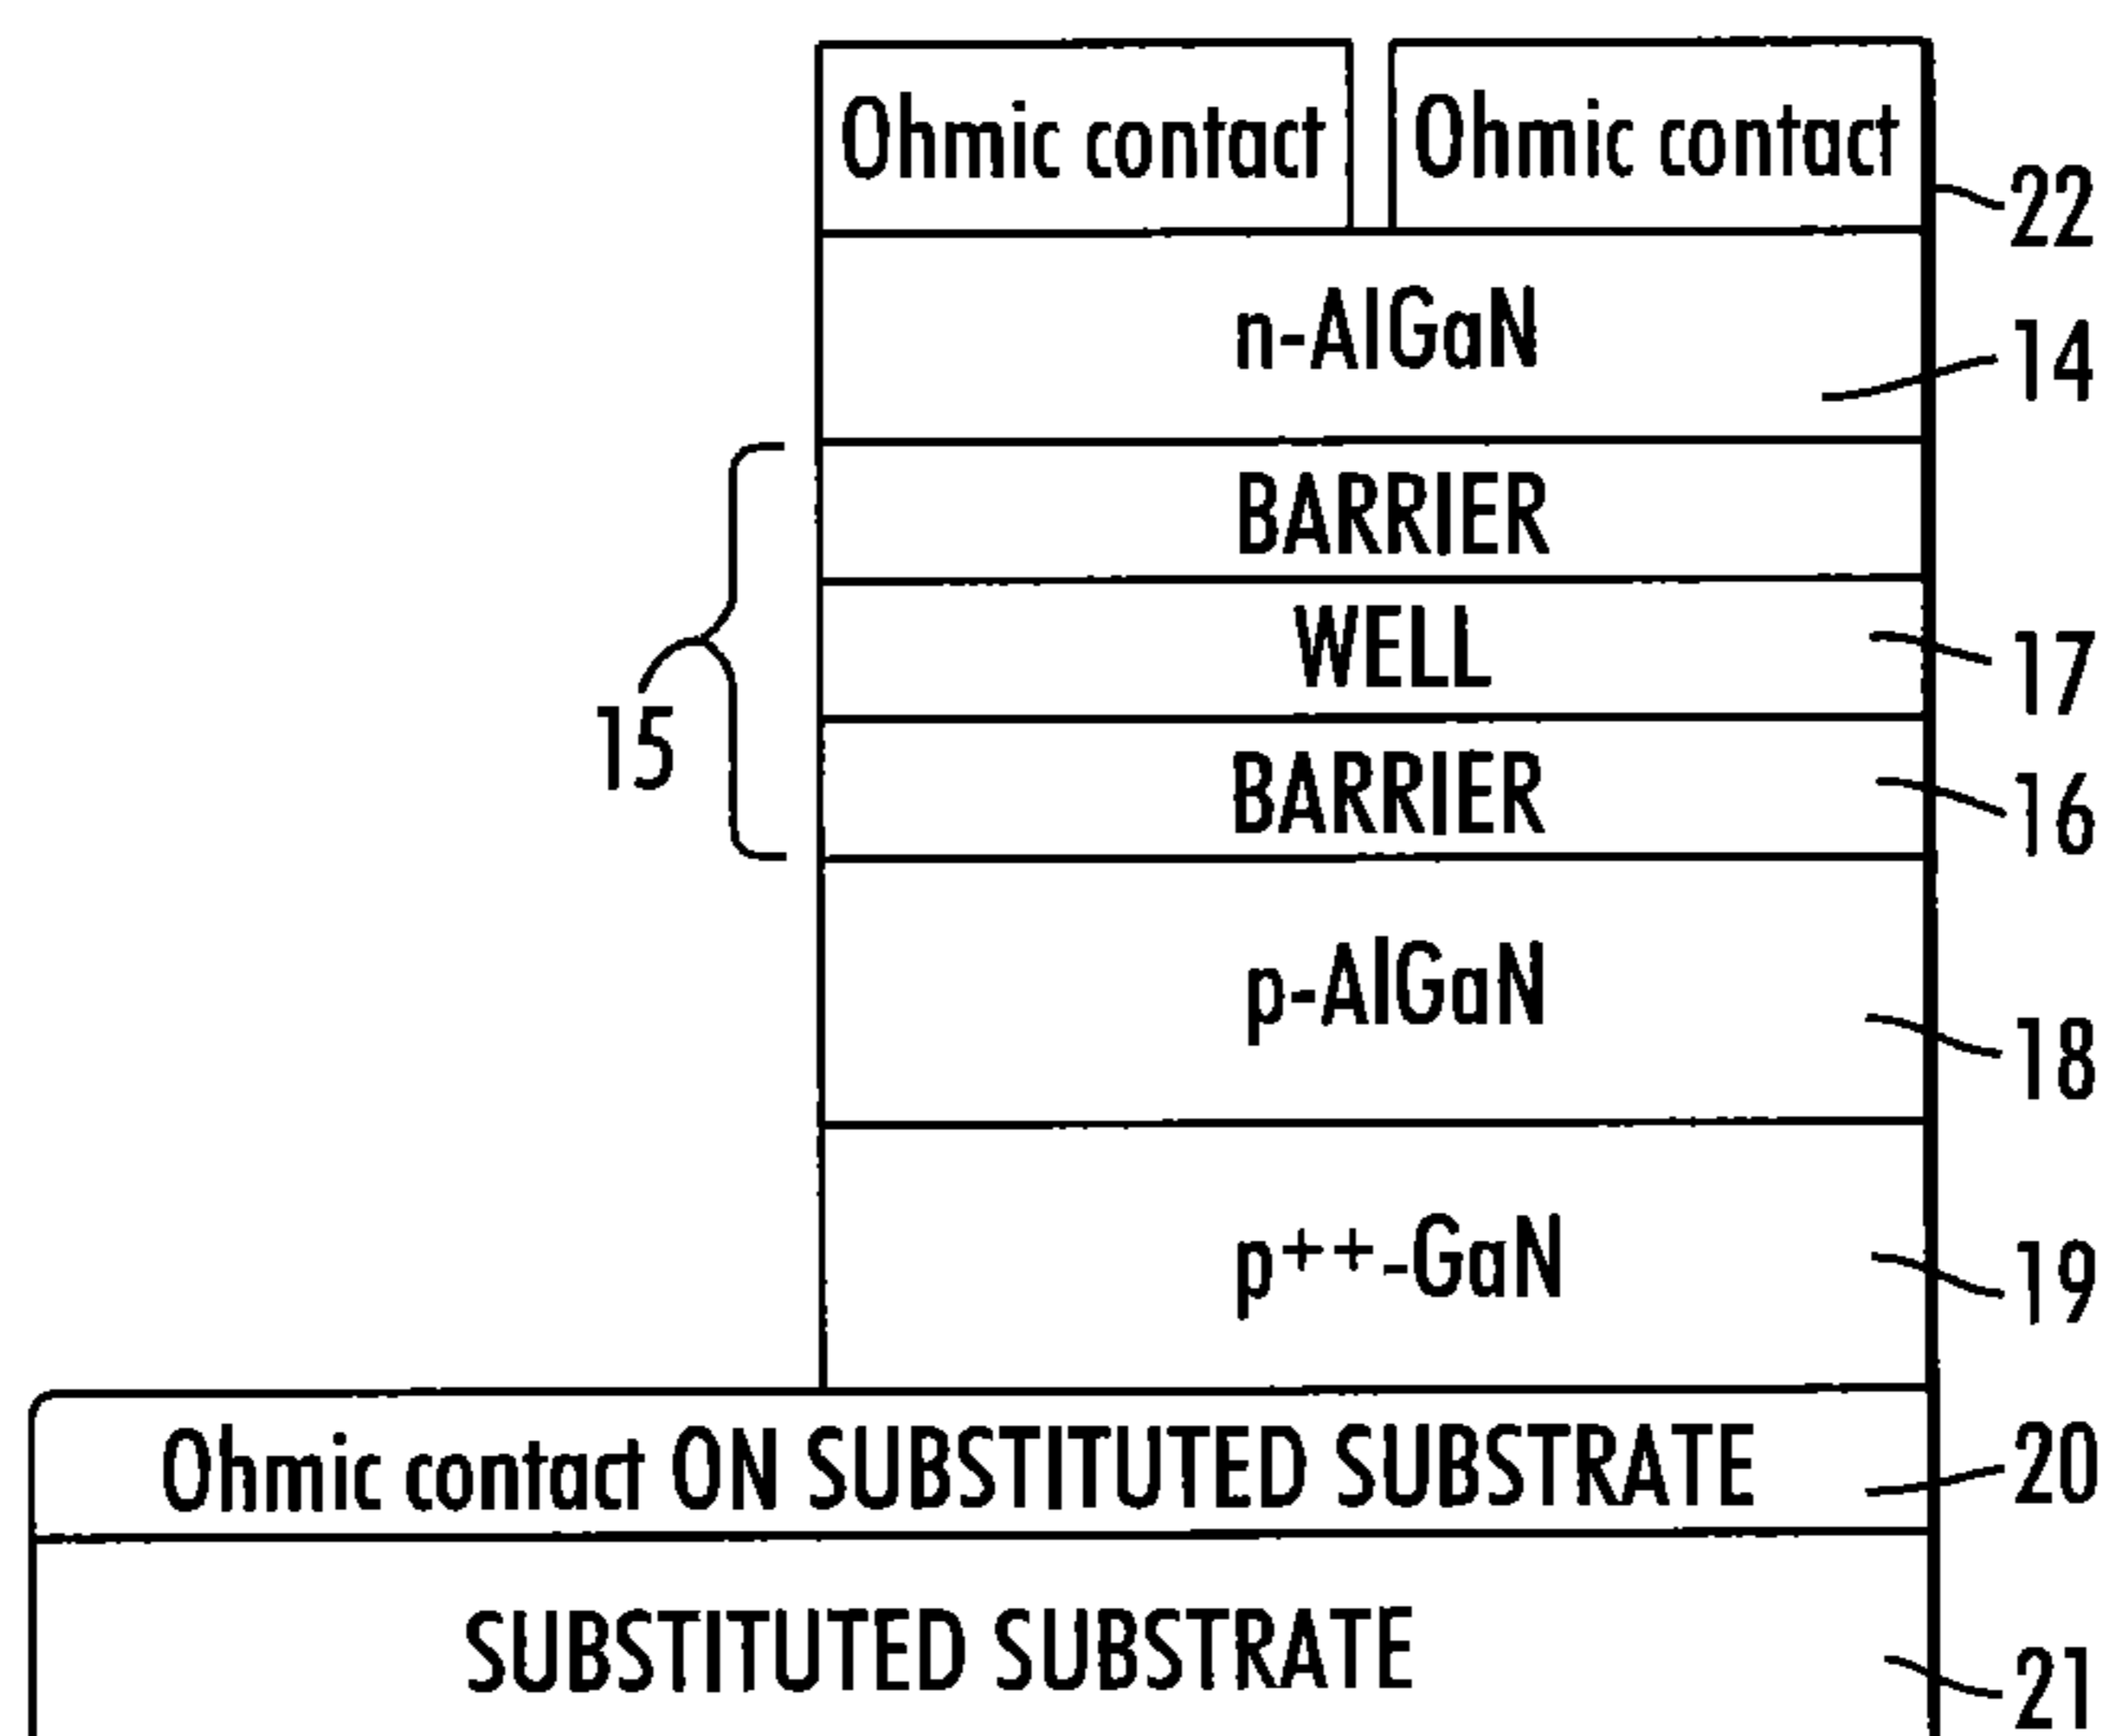 Ohmic contact Ohmic contact
22
n-AlGaN
14
BARRIER
WELL
17
15
BARRIER
16
p-AlGaN
18
p++-GaN
19
Ohmic contact ON SUBSTITUTED SUBSTRATE
20
SUBSTITUTED SUBSTRATE
21